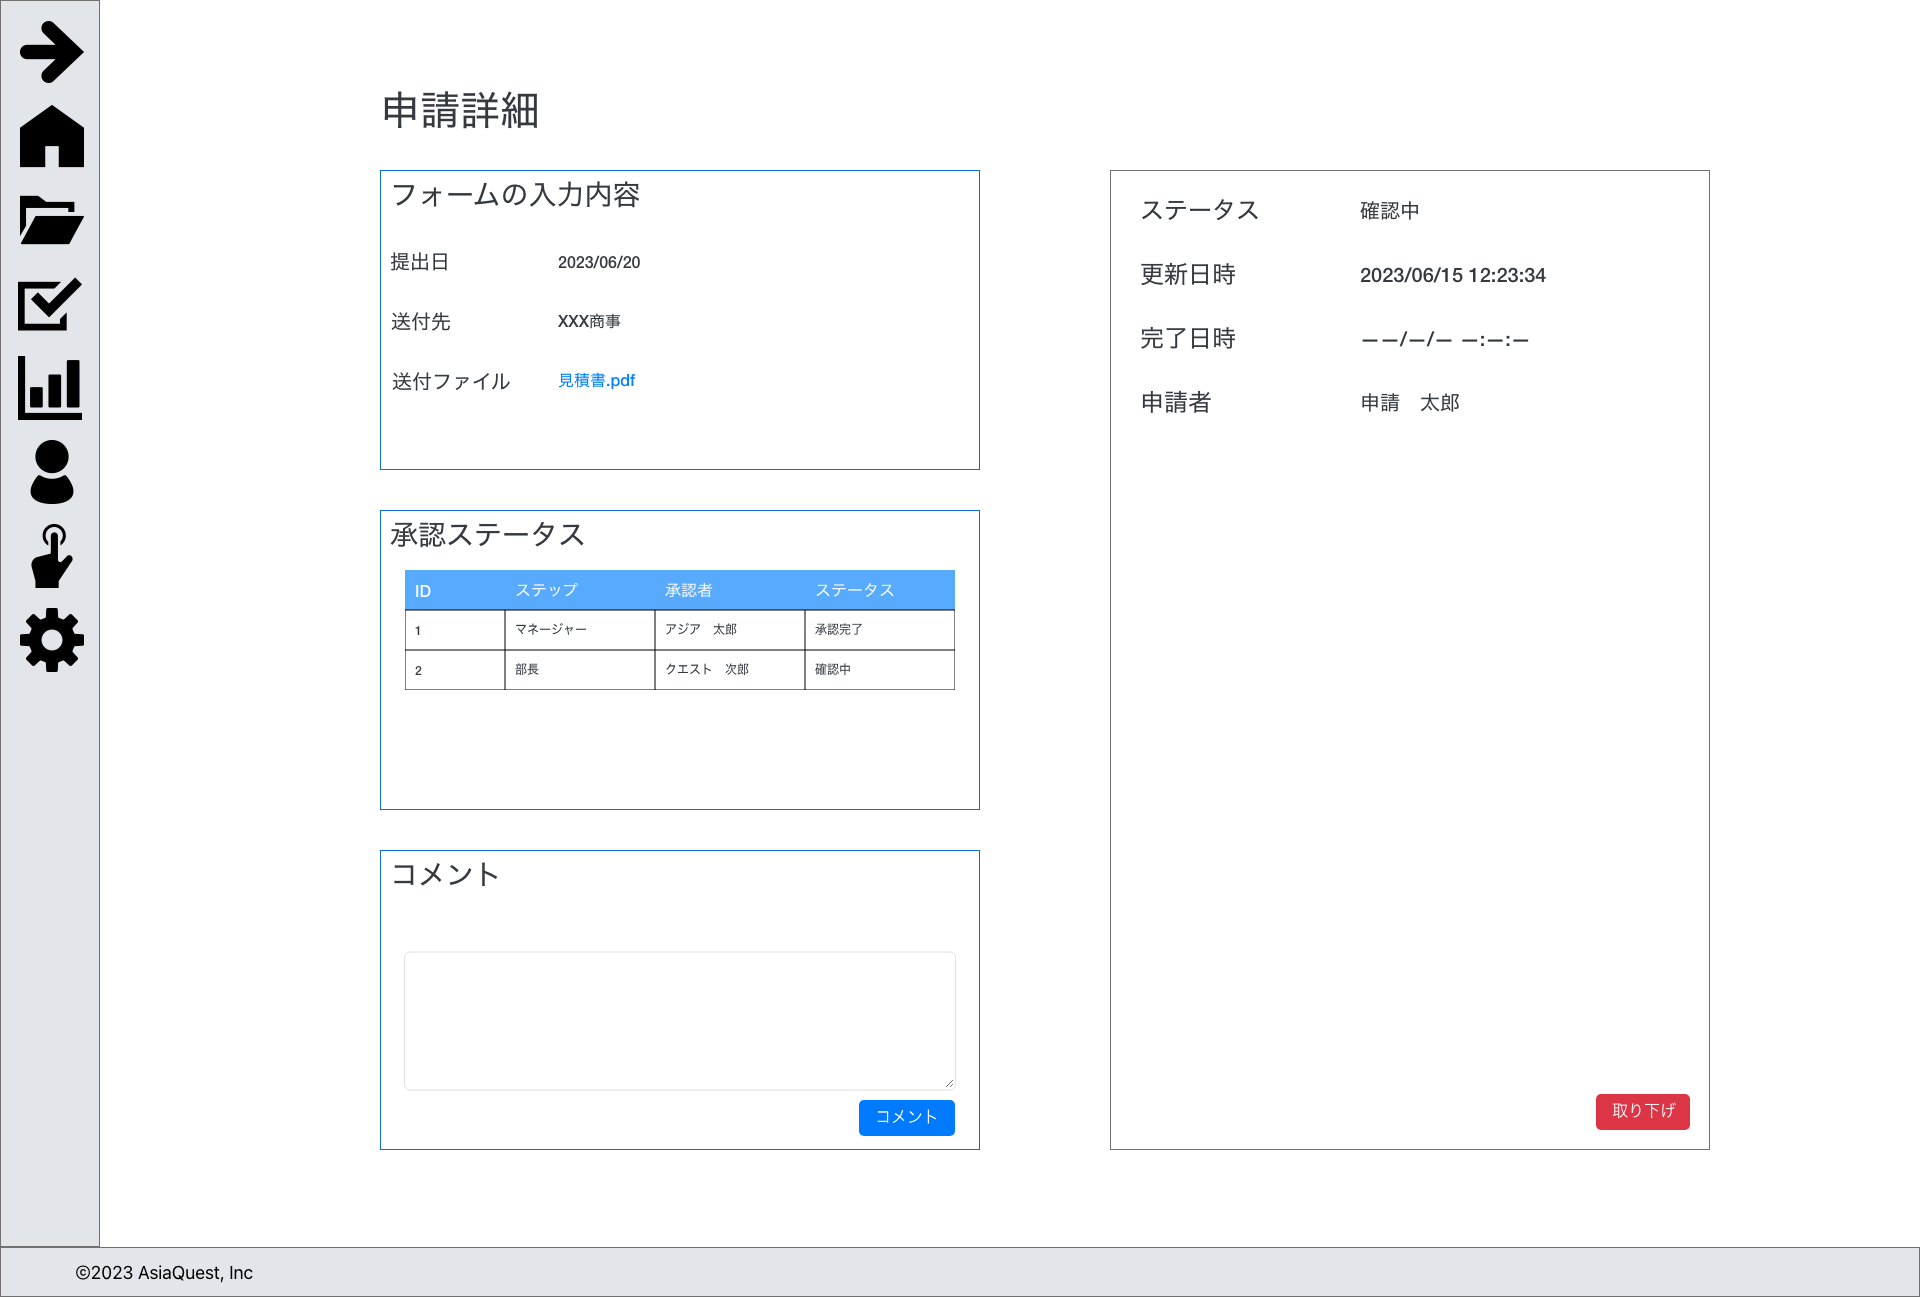 申請詳細
フォームの入力内容
提出日 2023/06/20
送付先 XXX商事
送付ファイル 見積書.pdf
承認ステータス
ID ステップ 承認者 ステータス
1 マネージャー アジア　太郎 承認完了
2 部長 クエスト　次郎 確認中
コメント
コメント
ステータス 確認中
更新日時 2023/06/15 12:23:34
完了日時 ——/—/— —:—:—
申請者 申請　太郎
取り下げ
©2023 AsiaQuest, Inc